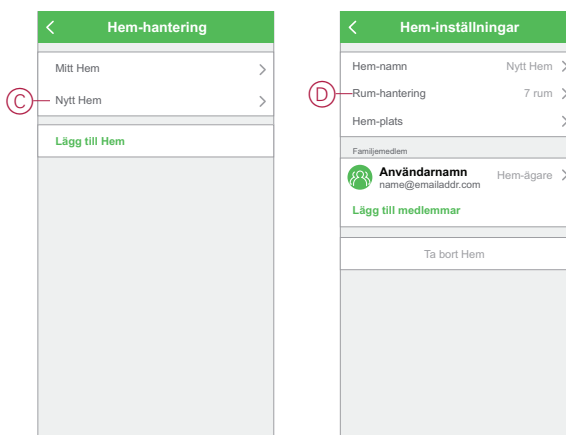 Hem-hantering
Mitt Hem
C
Nytt Hem
Lägg till Hem
Hem-inställningar
Hem-namn Nytt Hem
D
Rum-hantering 7 rum
Hem-plats
Familjemedlem
Användarnamn Hem-ägare
name@emailaddr.com
Lägg till medlemmar
Ta bort Hem